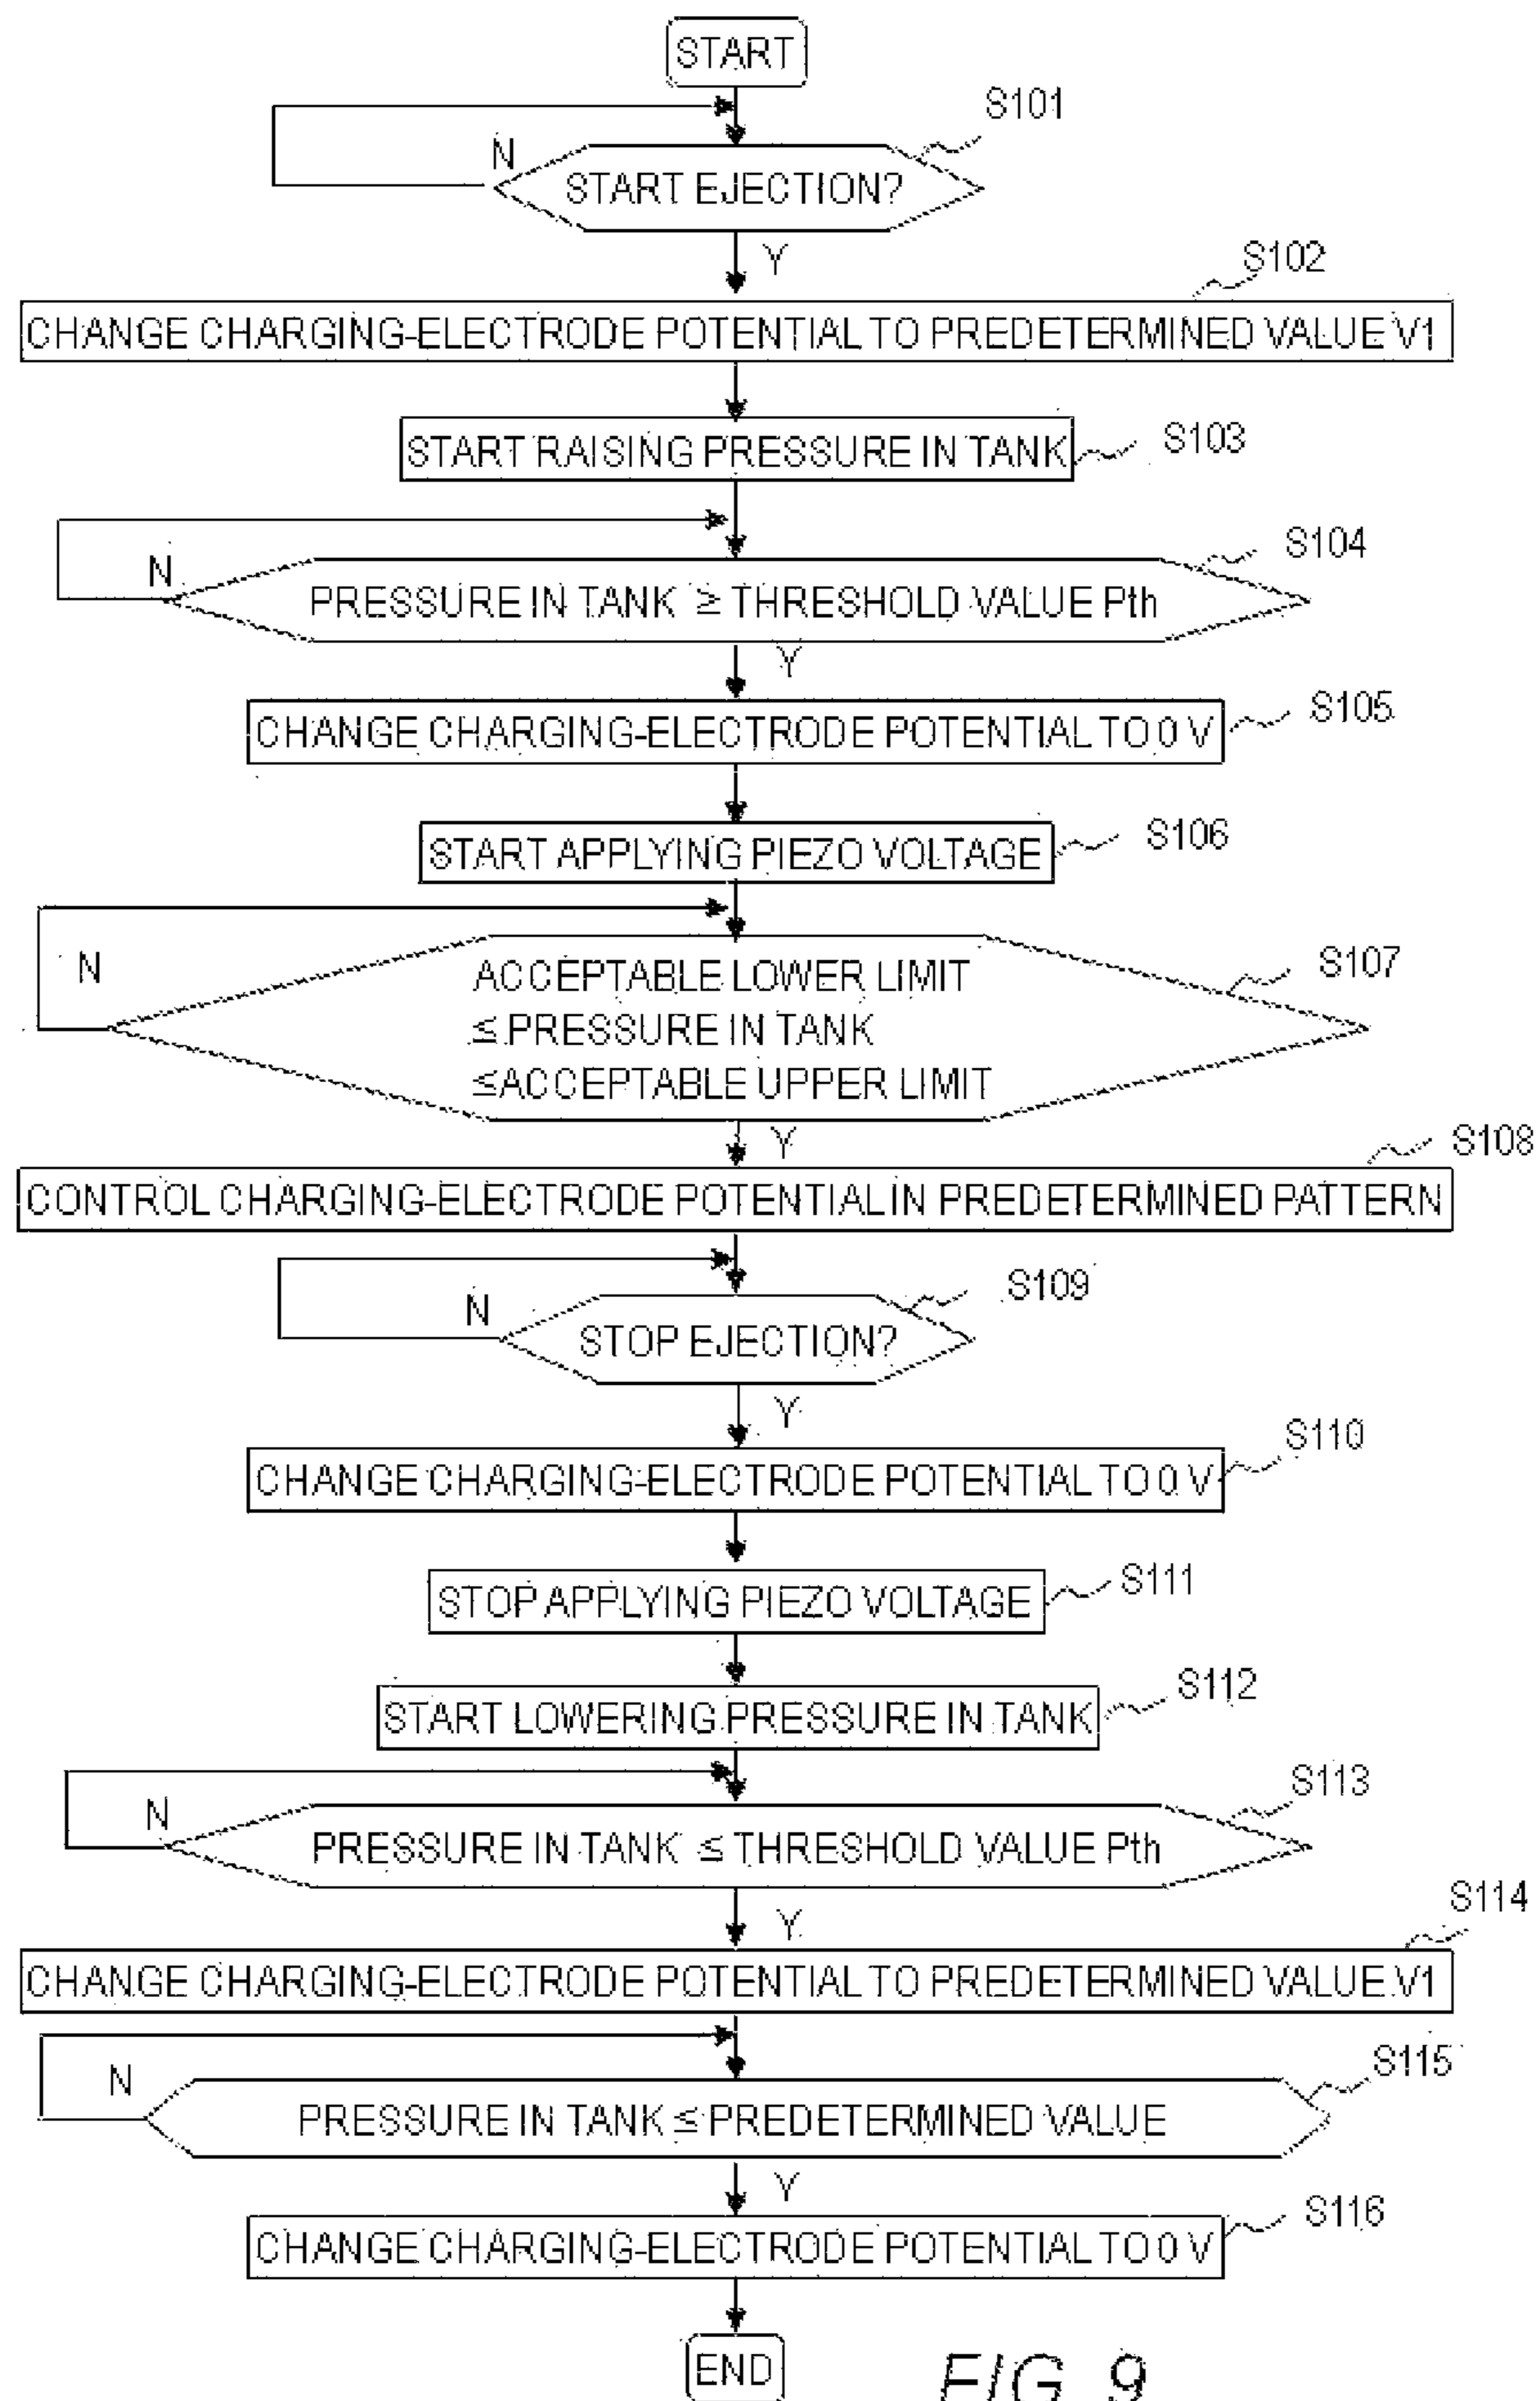 START
S101
N
START EJECTION?
Y
S102
CHANGE CHARGING-ELECTRODE POTENTIAL TO PREDETERMINED VALUE V1
START RAISING PRESSURE IN TANK
S103
S104
N
PRESSURE IN TANK ≥ THRESHOLD VALUE Pth
Y
S105
CHANGE CHARGING-ELECTRODE POTENTIAL TO 0 V
START APPLYING PIEZO VOLTAGE
S106
N
S107
ACCEPTABLE LOWER LIMIT
≤ PRESSURE IN TANK
≤ ACCEPTABLE UPPER LIMIT
Y
S108
CONTROL CHARGING-ELECTRODE POTENTIAL IN PREDETERMINED PATTERN
S109
N
STOP EJECTION?
Y
S110
CHANGE CHARGING-ELECTRODE POTENTIAL TO 0 V
S111
STOP APPLYING PIEZO VOLTAGE
S112
START LOWERING PRESSURE IN TANK
S113
N
PRESSURE IN TANK ≤ THRESHOLD VALUE Pth
S114
Y
CHANGE CHARGING-ELECTRODE POTENTIAL TO PREDETERMINED VALUE V1
S115
N
PRESSURE IN TANK ≤ PREDETERMINED VALUE
Y
S116
CHANGE CHARGING-ELECTRODE POTENTIAL TO 0 V
END
FIG. 9